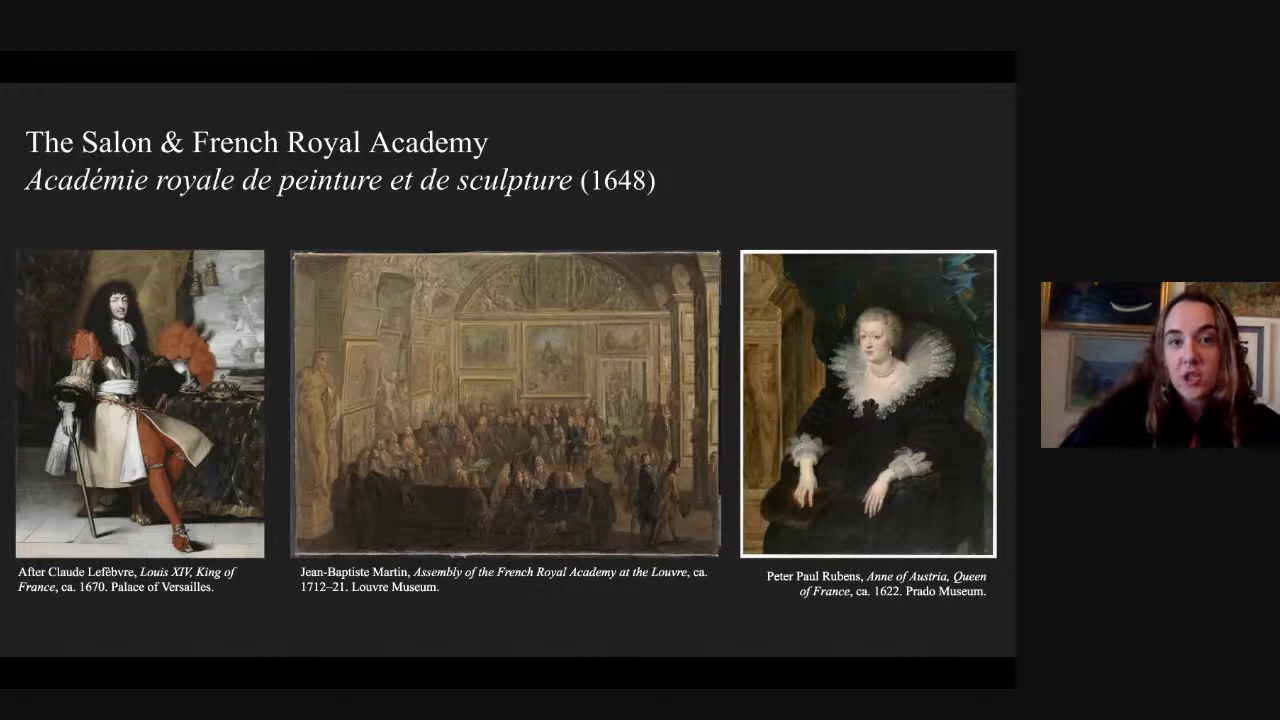 The Salon & French Royal Academy
Académie royale de peinture et de sculpture (1648)
After Claude Lefèbvre, Louis XIV, King of
France, ca. 1670. Palace of Versailles.
Jean-Baptiste Martin, Assembly of the French Royal Academy at the Louvre, ca.
1712–21. Louvre Museum.
Peter Paul Rubens, Anne of Austria, Queen
of France, ca. 1622. Prado Museum.